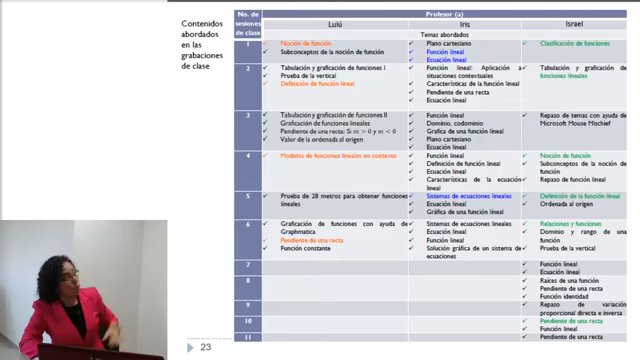 Contenidos
abordados
en las
grabaciones
de clase
No. de
sesiones
de clase
Profesor (a)
Lulú
Iris
Israel
Temas abordados
1
✓ Noción de función
✓ Subconceptos de la noción de función
✓ Plano cartesiano
✓ Función lineal
✓ Ecuación lineal
✓ Clasificación de funciones
2
✓ Tabulación y graficación de funciones I
✓ Prueba de la vertical
✓ Definición de función lineal
✓ Función lineal: Aplicación a
situaciones contextuales
✓ Características de la función lineal
✓ Pendiente de una recta
✓ Ecuación lineal
✓ Tabulación y graficación de
funciones lineales
3
✓ Tabulación y graficación de funciones II
✓ Graficación de funciones lineales
✓ Pendiente de una recta: Si m > 0 y m < 0
✓ Valor de la ordenada al origen
✓ Función lineal
✓ Dominio, codominio
✓ Grafica de una función lineal
✓ Plano cartesiano
✓ Ecuación lineal
✓ Repaso de temas con ayuda de
Microsoft Mouse Mischief
4
✓ Modelos de funciones lineales en contexto
✓ Función lineal
✓ Definición de función lineal
✓ Ecuación lineal
✓ Características de la ecuación
lineal
✓ Noción de función
✓ Subconceptos de la noción de
función
✓ Repaso de función lineal
5
✓ Prueba de 28 metros para obtener funciones
lineales
✓ Sistemas de ecuaciones lineales
✓ Ecuación lineal
✓ Gráfica de una función lineal
✓ Definición de la función lineal
✓ Ordenada al origen
6
✓ Graficación de funciones con ayuda de
Graphmatica
✓ Pendiente de una recta
✓ Función constante
✓ Sistemas de ecuaciones lineales
✓ Ecuación lineal
✓ Función lineal
✓ Solución gráfica de un sistema de
ecuaciones
✓ Relaciones y funciones
✓ Dominio y rango de una
función
✓ Prueba de la vertical
7
✓ Función lineal
✓ Ecuación lineal
8
✓ Raíces de una función
✓ Pendiente de una recta
✓ Función identidad
9
✓ Repaso de variación
proporcional directa e inversa
10
✓ Pendiente de una recta
✓ Función lineal
11
✓ Pendiente de una recta
23